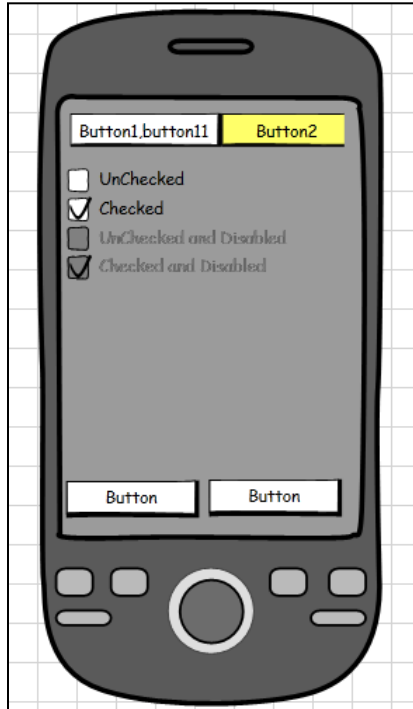 Button1,button11 Button2
UnChecked
Checked
UnChecked and Disabled
Checked and Disabled
Button Button